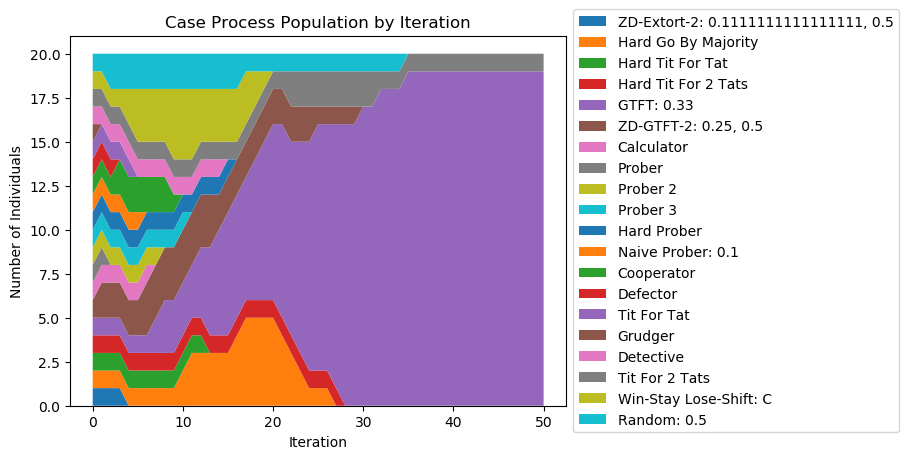 Case Process Population by Iteration
20.0
17.5
15.0
12.5
10.0
7.5
5.0
2.5
0.0
Number of Individuals
0 10 20 30 40 50
Iteration
ZD-Extort-2: 0.1111111111111111, 0.5
Hard Go By Majority
Hard Tit For Tat
Hard Tit For 2 Tats
GTFT: 0.33
ZD-GTFT-2: 0.25, 0.5
Calculator
Prober
Prober 2
Prober 3
Hard Prober
Naive Prober: 0.1
Cooperator
Defector
Tit For Tat
Grudger
Detective
Tit For 2 Tats
Win-Stay Lose-Shift: C
Random: 0.5